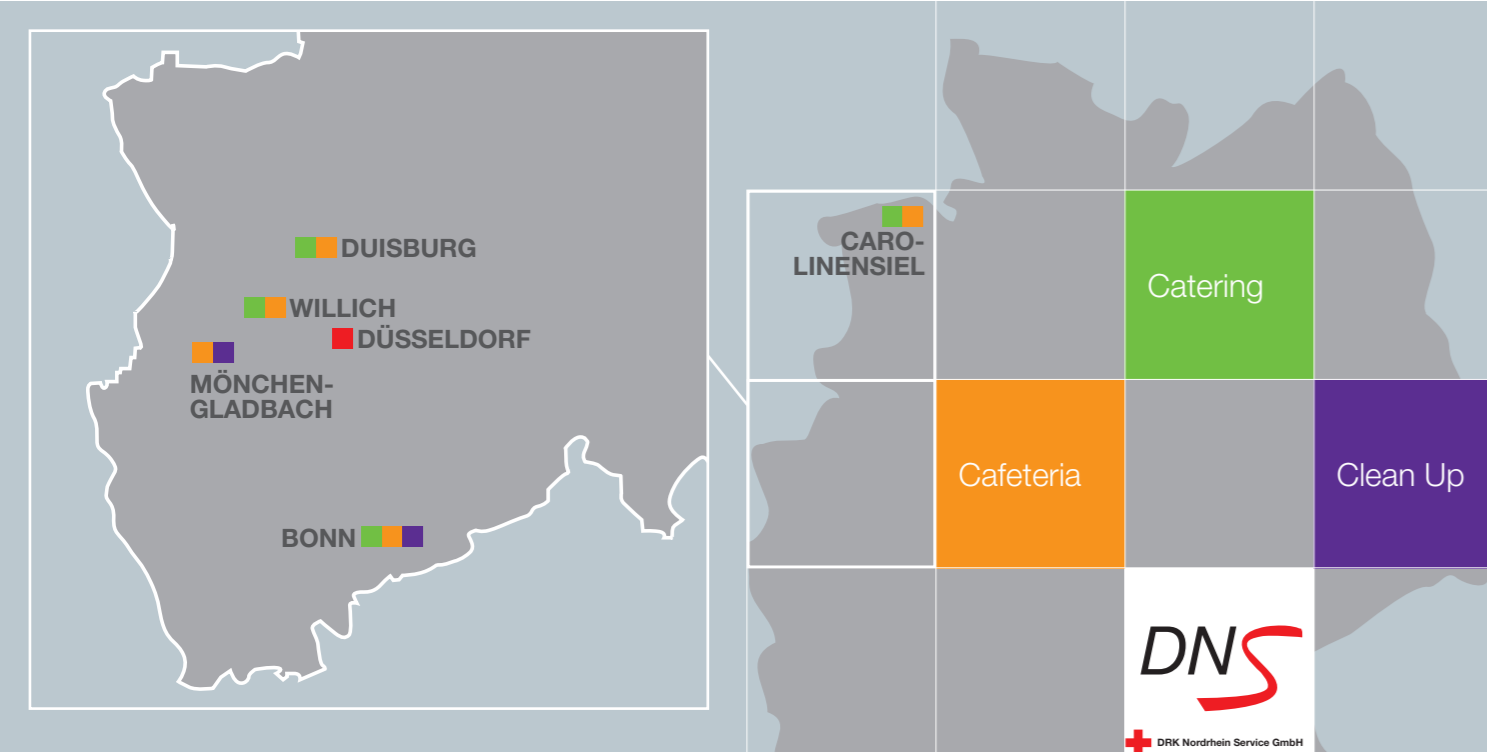 DUISBURG
WILLICH
DÜSSELDORF
MÖNCHEN-
GLADBACH
BONN
CARO-
LINENSIEL
Catering
Cafeteria
Clean Up
DNS
DRK Nordrhein Service GmbH